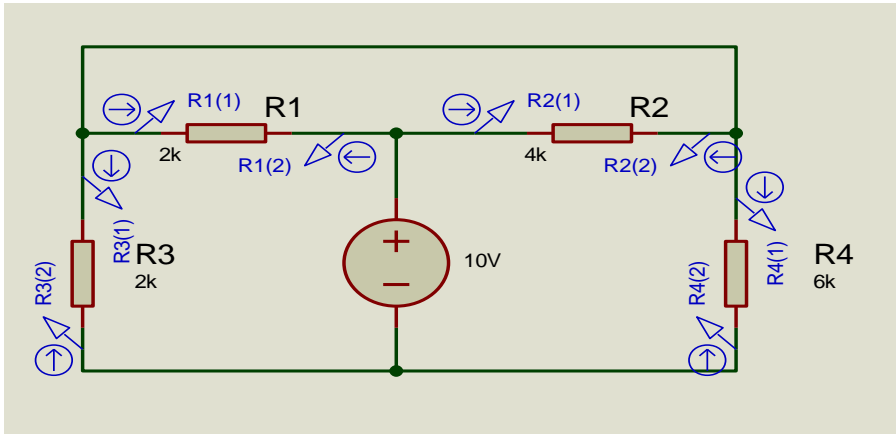 R1(1)
R1
R2(1)
R2
2k
R1(2)
4k
R2(2)
R3(1)
R3
2k
R3(2)
10V
R4(2)
R4(1)
R4
6k